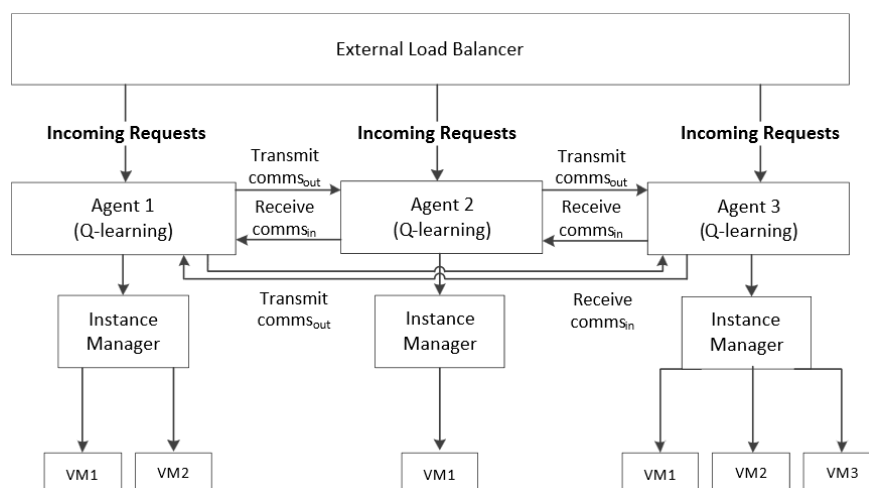 External Load Balancer
Incoming Requests
Incoming Requests
Incoming Requests
Transmit
commsout
Transmit
commsout
Agent 1
(Q-learning)
Receive
commsin
Agent 2
(Q-learning)
Receive
commsin
Agent 3
(Q-learning)
Transmit
commsout
Receive
commsin
Instance
Manager
Instance
Manager
Instance
Manager
VM1
VM2
VM1
VM1
VM2
VM3